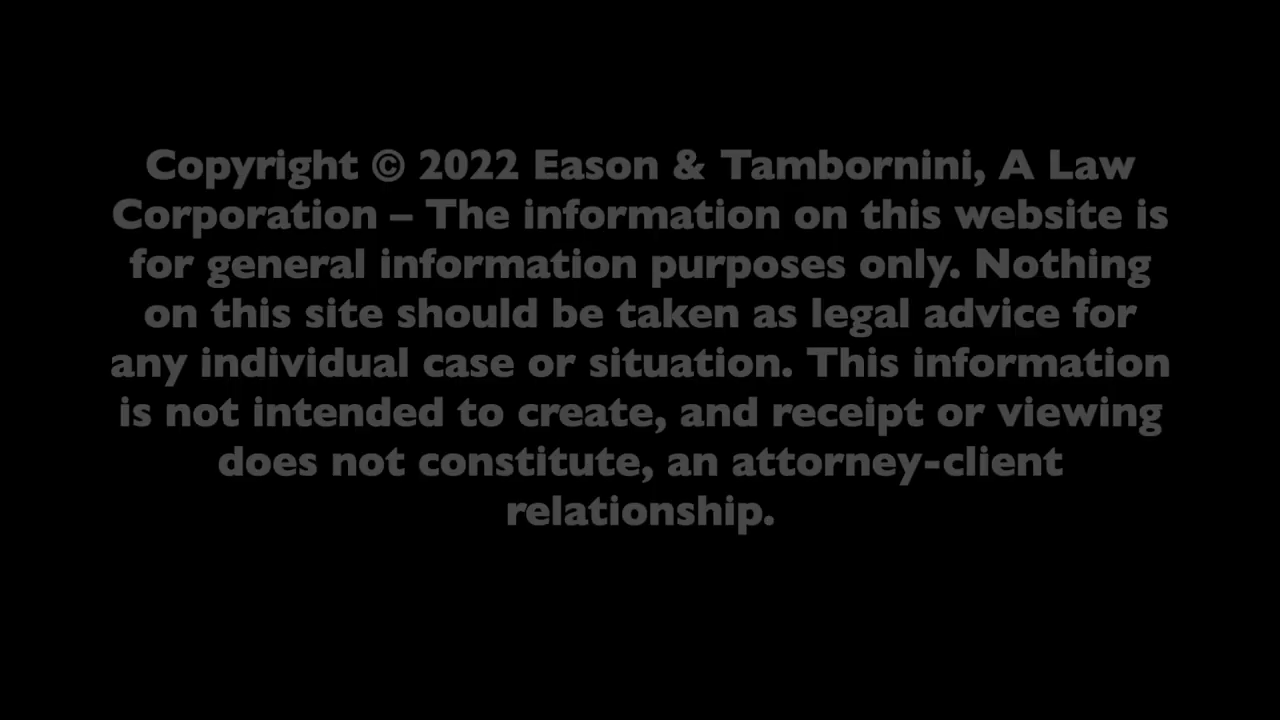 Copyright © 2022 Eason & Tambornini, A Law
Corporation – The information on this website is
for general information purposes only. Nothing
on this site should be taken as legal advice for
any individual case or situation. This information
is not intended to create, and receipt or viewing
does not constitute, an attorney-client
relationship.